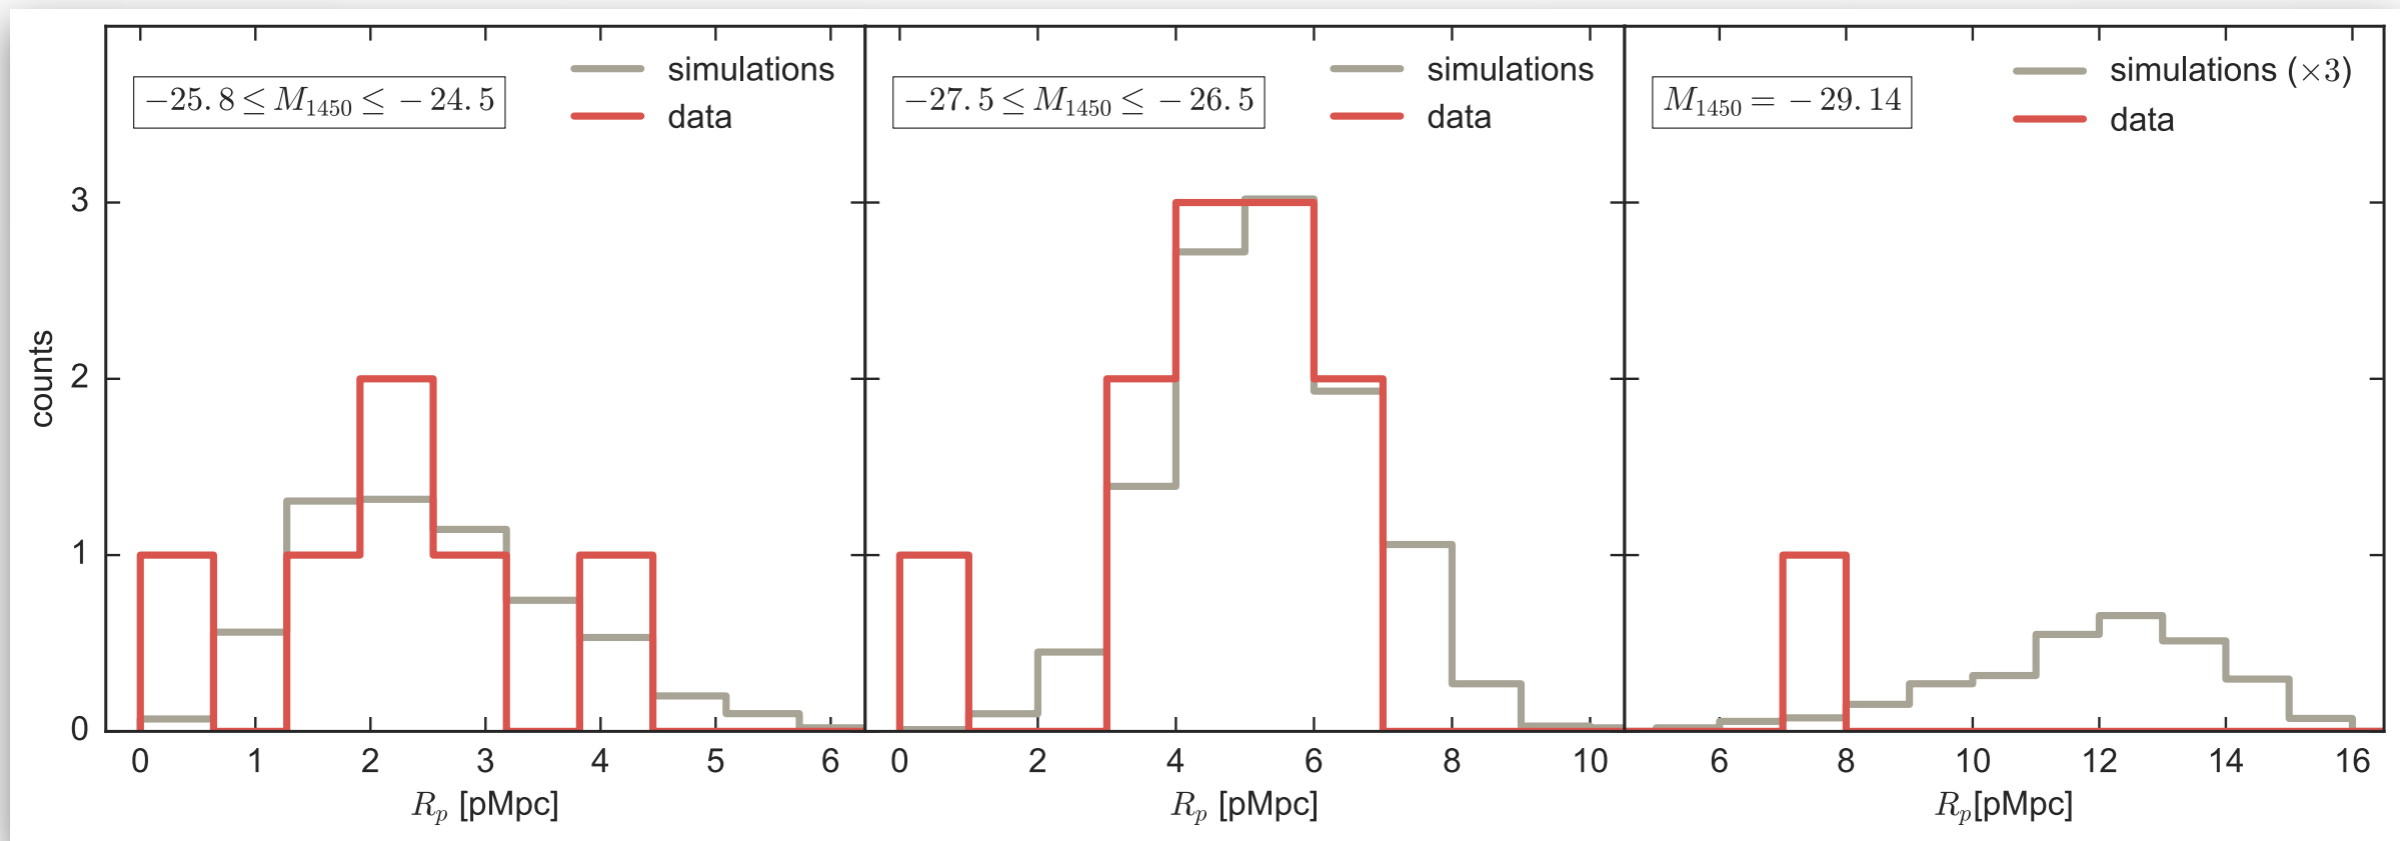 −25.8 ≤ M₁₄₅₀ ≤ −24.5
simulations
data
−27.5 ≤ M₁₄₅₀ ≤ −26.5
simulations
data
M₁₄₅₀ = −29.14
simulations (×3)
data
counts
3
2
1
0
0 1 2 3 4 5 6
0 2 4 6 8 10
6 8 10 12 14 16
Rₚ [pMpc]
Rₚ [pMpc]
Rₚ[pMpc]